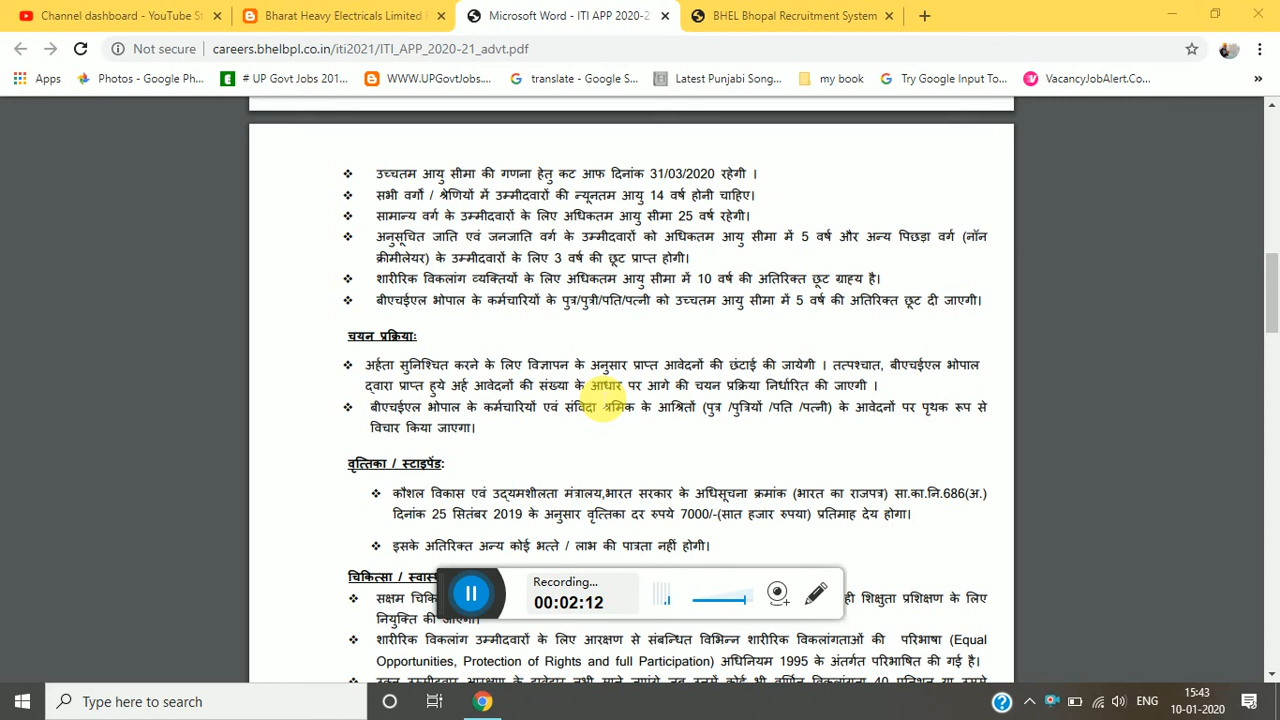 Channel dashboard - YouTube St
Bharat Heavy Electricals Limited R
Microsoft Word - ITI APP 2020-2
BHEL Bhopal Recruitment System
Not secure
careers.bhelbpl.co.in/iti2021/ITI_APP_2020-21_advt.pdf
Apps
Photos - Google Ph...
# UP Govt Jobs 201...
WWW.UPGovtJobs....
translate - Google S...
Latest Punjabi Song...
my book
Try Google Input To...
VacancyJobAlert.Co...
❖ उच्चतम आयु सीमा की गणना हेतु कट आफ दिनांक 31/03/2020 रहेगी ।
❖ सभी वर्गों / श्रेणियों में उम्मीदवारों की न्यूनतम आयु 14 वर्ष होनी चाहिए।
❖ सामान्य वर्ग के उम्मीदवारों के लिए अधिकतम आयु सीमा 25 वर्ष रहेगी।
❖ अनुसूचित जाति एवं जनजाति वर्ग के उम्मीदवारों को अधिकतम आयु सीमा में 5 वर्ष और अन्य पिछड़ा वर्ग (नॉन
क्रीमीलेयर) के उम्मीदवारों के लिए 3 वर्ष की छूट प्राप्त होगी।
❖ शारीरिक विकलांग व्यक्तियों के लिए अधिकतम आयु सीमा में 10 वर्ष की अतिरिक्त छूट ग्राह्य है।
❖ बीएचईएल भोपाल के कर्मचारियों के पुत्र/पुत्री/पति/पत्नी को उच्चतम आयु सीमा में 5 वर्ष की अतिरिक्त छूट दी जाएगी।
चयन प्रक्रिया:
❖ अर्हता सुनिश्चित करने के लिए विज्ञापन के अनुसार प्राप्त आवेदनों की छंटाई की जायेगी । तत्पश्चात, बीएचईएल भोपाल
द्वारा प्राप्त हुये अर्ह आवेदनों की संख्या के आधार पर आगे की चयन प्रक्रिया निर्धारित की जाएगी ।
❖ बीएचईएल भोपाल के कर्मचारियों एवं संविदा श्रमिक के आश्रितों (पुत्र /पुत्रियों /पति /पत्नी) के आवेदनों पर पृथक रूप से
विचार किया जाएगा।
वृत्तिका / स्टाइपेंड:
❖ कौशल विकास एवं उद्यमशीलता मंत्रालय,भारत सरकार के अधिसूचना क्रमांक (भारत का राजपत्र) सा.का.नि.686(अ.)
दिनांक 25 सितंबर 2019 के अनुसार वृत्तिका दर रुपये 7000/-(सात हजार रुपया) प्रतिमाह देय होगा।
❖ इसके अतिरिक्त अन्य कोई भत्ते / लाभ की पात्रता नहीं होगी।
चिकित्सा /
❖ सक्षम ही शिक्षुता प्रशिक्षण के लिए
नियुक्ति की जाएगी।
❖ शारीरिक विकलांग उम्मीदवारों के लिए आरक्षण से संबन्धित विभिन्न शारीरिक विकलांगताओं की परिभाषा (Equal
Opportunities, Protection of Rights and full Participation) अधिनियम 1995 के अंतर्गत परिभाषित की गई है।
Recording...
00:02:12
Type here to search
ENG
15:43
10-01-2020